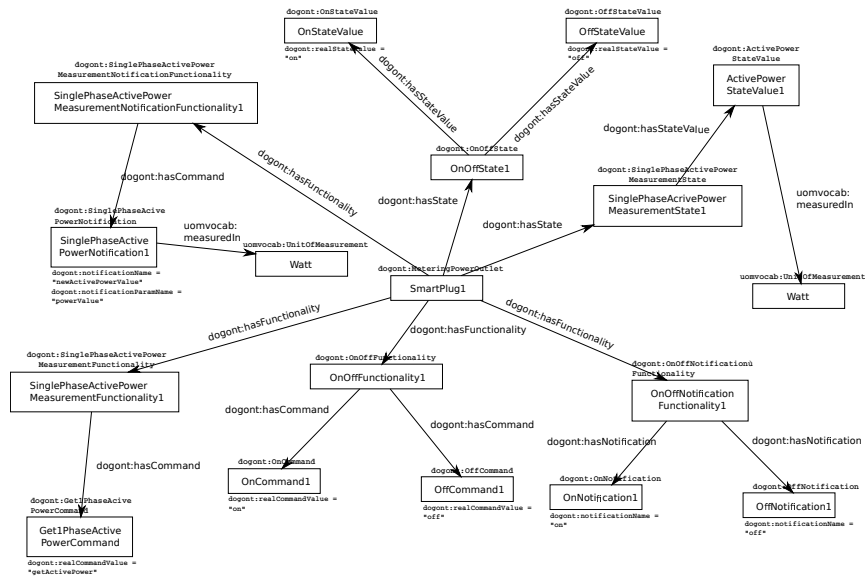 dogont:OnStateValue
OnStateValue
dogont:realStateValue =
"on"
dogont:OffStateValue
OffStateValue
dogont:realStateValue =
"off"
dogont:ActivePower
StateValue
ActivePower
StateValue1
dogont:SinglePhaseActivePower
MeasurementNotificationFunctionality
SinglePhaseActivePower
MeasurementNotificationFunctionality1
dogont:hasStateValue
dogont:hasStateValue
dogont:hasStateValue
dogont:OnOffState
OnOffState1
dogont:hasCommand
dogont:hasFunctionality
dogont:hasState
dogont:SinglePhaseActivePower
MeasurementState
SinglePhaseAcrivePower
MeasurementState1
uomvocab:
measuredIn
dogont:SinglePhaseAcive
PowerNotification
SinglePhaseActive
PowerNotification1
dogont:notificationName =
"newActivePowerValue"
dogont:notificationParamName =
"powerValue"
uomvocab:
measuredIn
uomvocab:UnitOfMeasurement
Watt
dogont:hasState
dogont:MeteringPowerOutlet
SmartPlug1
uomvocab:UnitOfMeasurement
Watt
dogont:hasFunctionality
dogont:hasFunctionality
dogont:hasFunctionality
dogont:SinglePhaseActivePower
MeasurementFunctionality
SinglePhaseActivePower
MeasurementFunctionality1
dogont:OnOffFunctionality
OnOffFunctionality1
dogont:OnOffNotificationù
Functionality
OnOffNotification
Functionality1
dogont:hasCommand
dogont:hasCommand
dogont:hasCommand
dogont:hasNotification
dogont:hasNotification
dogont:OnCommand
OnCommand1
dogont:realCommandValue =
"on"
dogont:OffCommand
OffCommand1
dogont:realCommandValue =
"off"
dogont:OnNotification
OnNotification1
dogont:notificationName =
"on"
dogont:OffNotification
OffNotification1
dogont:notificationName =
"off"
dogont:Get1PhaseAcive
PowerCommand
Get1PhaseActive
PowerCommand
dogont:realCommandValue =
"getActivePower"